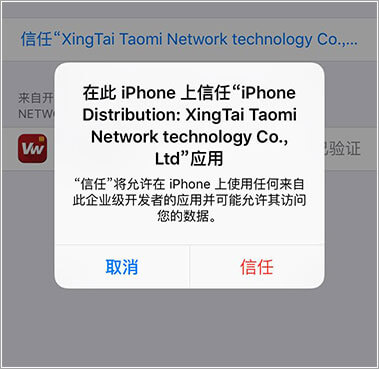 信任“XingTai Taomi Network technology Co.,...
在此 iPhone 上信任“iPhone
Distribution: XingTai Taomi
Network technology Co.,
Ltd”应用
来自开
NETWO
Vw
已验证
“信任”将允许在 iPhone 上使用任何来自
此企业级开发者的应用并可能允许其访问
您的数据。
取消
信任